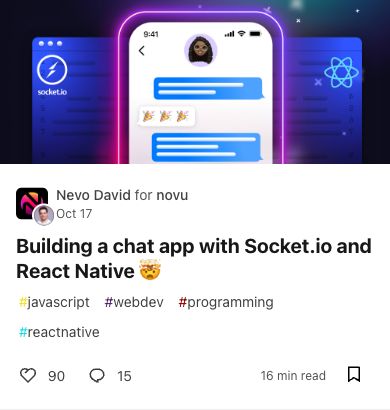 9:41
socket.io
🎉 🎉 🎉
Nevo David for novu
Oct 17
Building a chat app with Socket.io and
React Native 🤯
#javascript #webdev #programming
#reactnative
90 15 16 min read